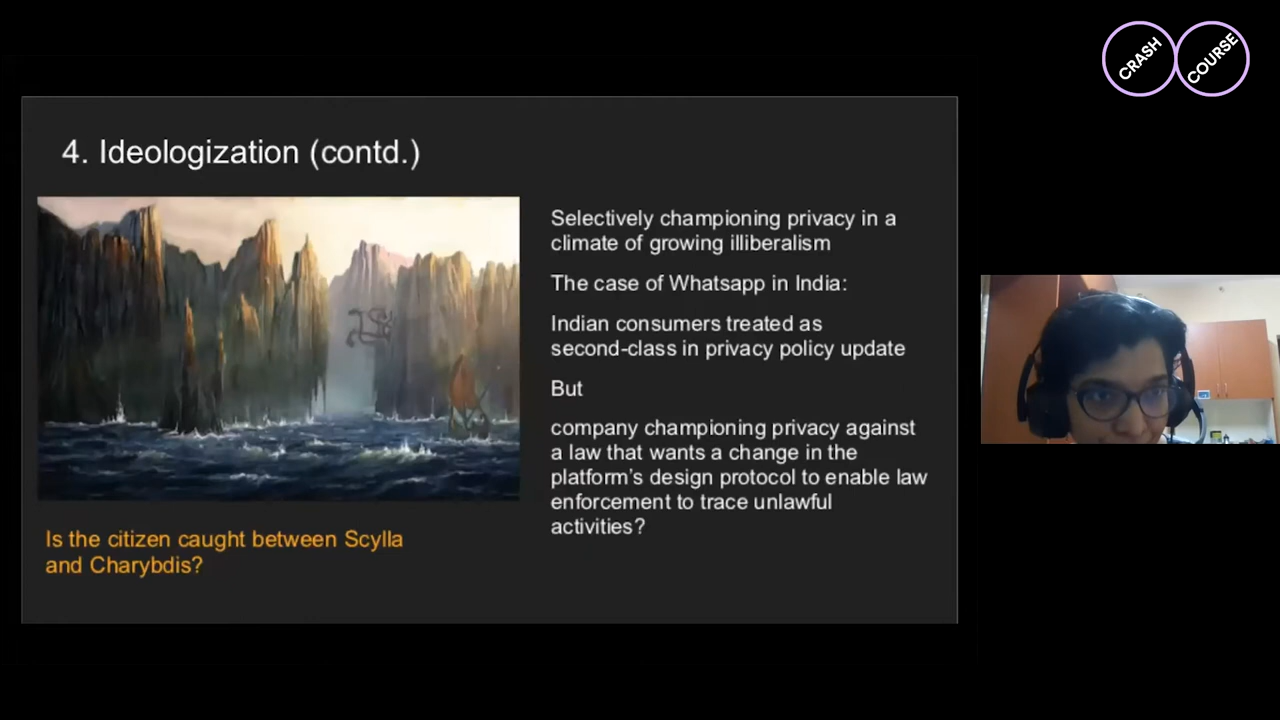 CRASH COURSE
4. Ideologization (contd.)
Selectively championing privacy in a
climate of growing illiberalism
The case of Whatsapp in India:
Indian consumers treated as
second-class in privacy policy update
But
company championing privacy against
a law that wants a change in the
platform's design protocol to enable law
enforcement to trace unlawful
activities?
Is the citizen caught between Scylla
and Charybdis?